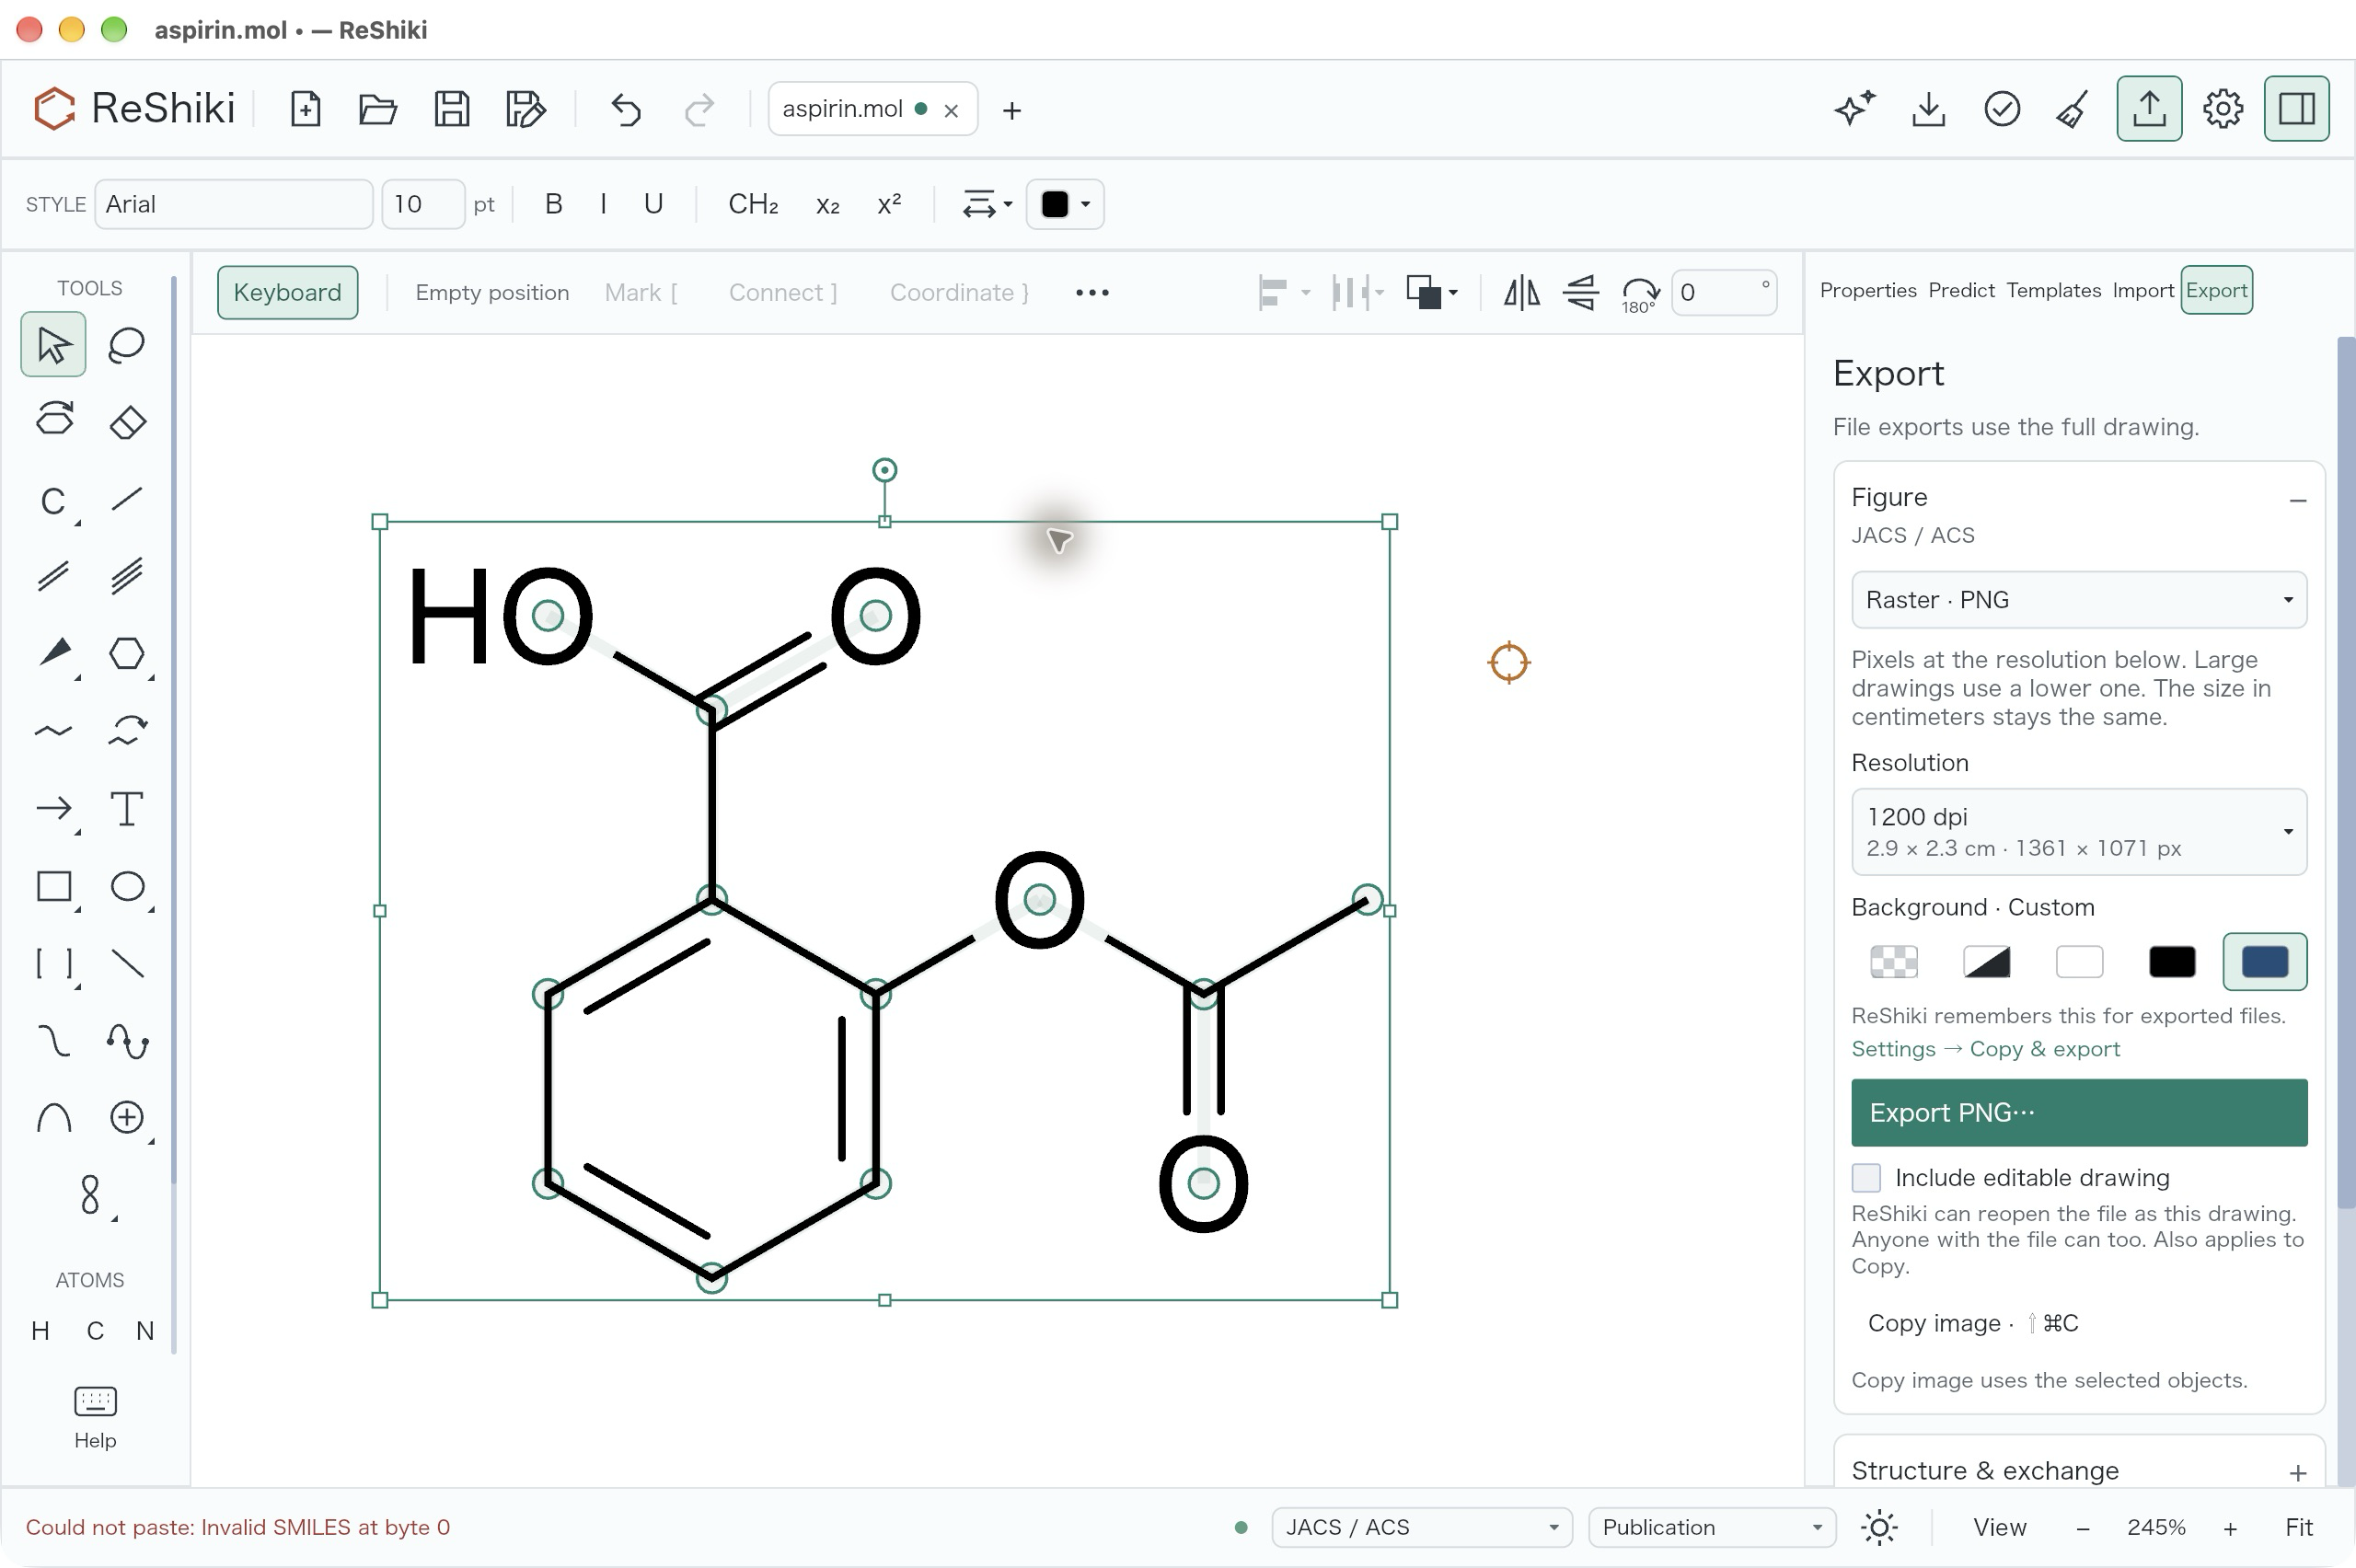 aspirin.mol • — ReShiki
ReShiki
aspirin.mol
STYLE Arial 10 pt B I U CH₂ x₂ x²
TOOLS
Keyboard Empty position Mark [ Connect ] Coordinate } ••• 180° 0 °
Properties Predict Templates Import Export
Export
File exports use the full drawing.
Figure
JACS / ACS
Raster · PNG
Pixels at the resolution below. Large
drawings use a lower one. The size in
centimeters stays the same.
Resolution
1200 dpi
2.9 × 2.3 cm · 1361 × 1071 px
Background · Custom
ReShiki remembers this for exported files.
Settings → Copy & export
Export PNG⋯
Include editable drawing
ReShiki can reopen the file as this drawing.
Anyone with the file can too. Also applies to
Copy.
Copy image · ⇧⌘C
Copy image uses the selected objects.
Structure & exchange
C
T
[ ]
ATOMS
H C N
Help
HO O
O
O
Could not paste: Invalid SMILES at byte 0
JACS / ACS Publication View − 245% + Fit